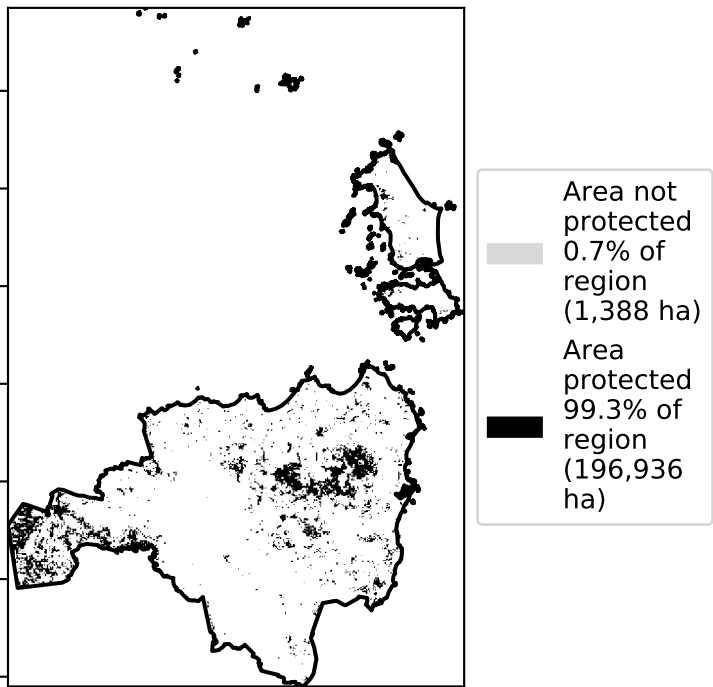 Area not
protected
0.7% of
region
(1,388 ha)
Area
protected
99.3% of
region
(196,936
ha)